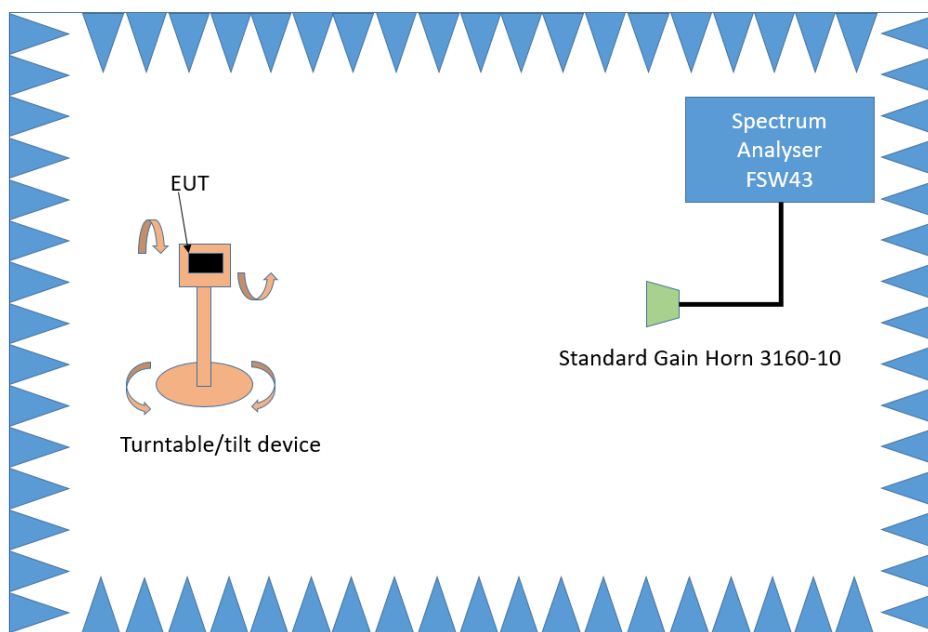 Spectrum
Analyser
FSW43
EUT
Standard Gain Horn 3160-10
Turntable/tilt device